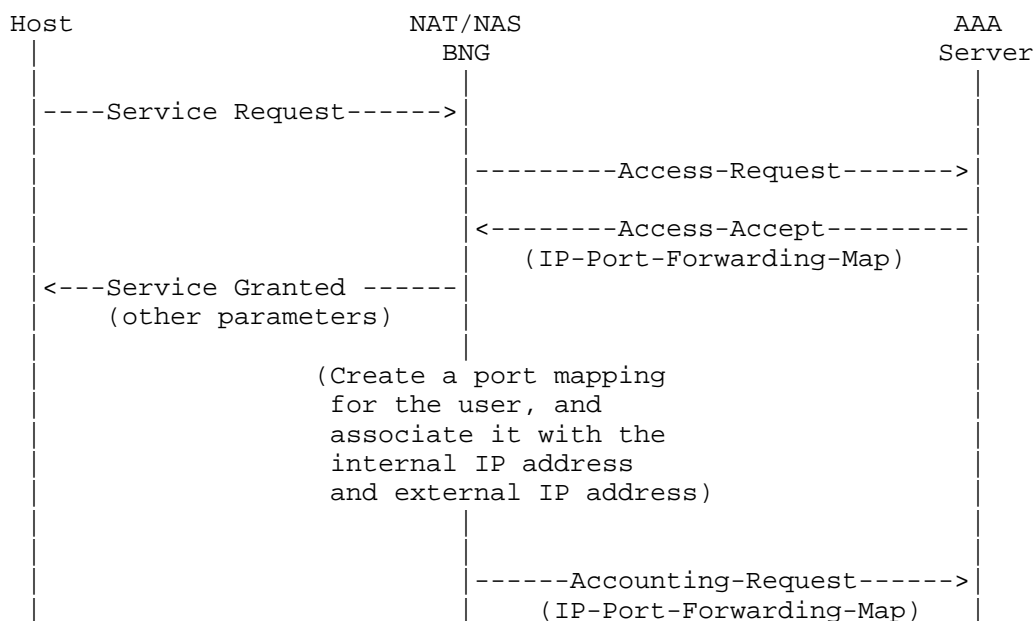 Host NAT/NAS AAA
BNG Server
----Service Request------>
---------Access-Request------->
<--------Access-Accept---------
(IP-Port-Forwarding-Map)
<---Service Granted ------
(other parameters)
(Create a port mapping
for the user, and
associate it with the
internal IP address
and external IP address)
------Accounting-Request------>
(IP-Port-Forwarding-Map)